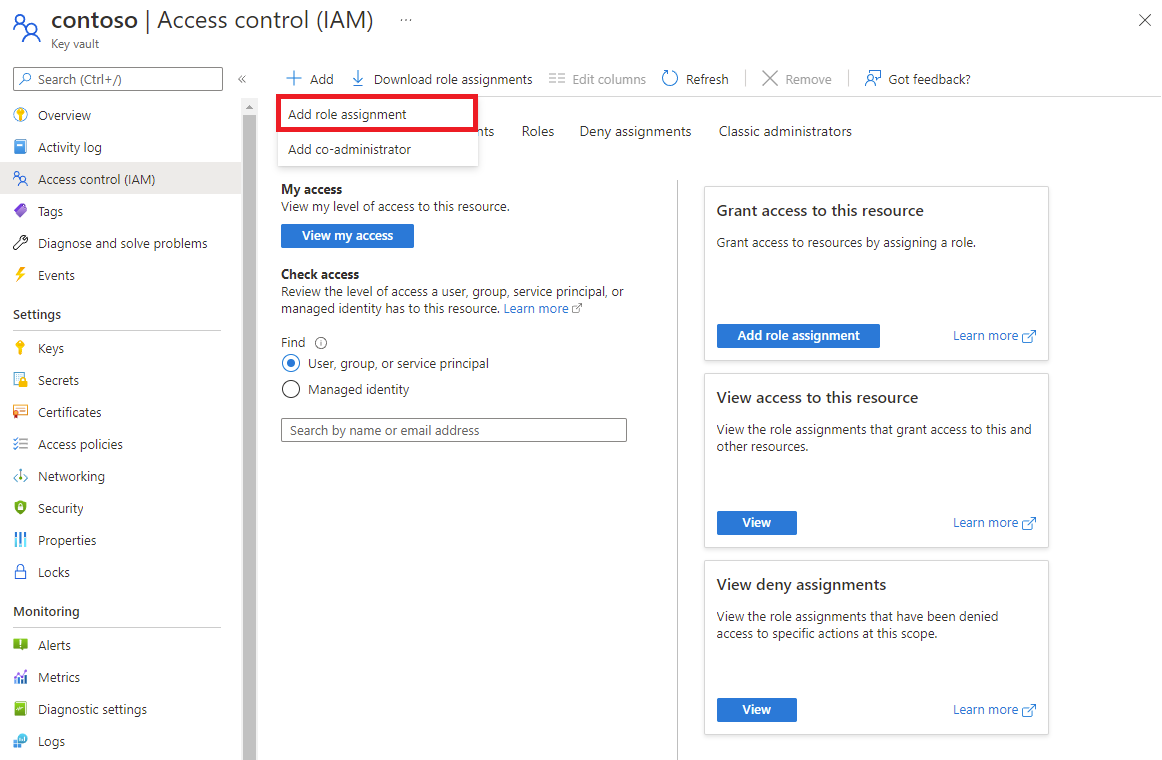 contoso | Access control (IAM) ...
Key vault
Search (Ctrl+/)
«
Overview
Activity log
Access control (IAM)
Tags
Diagnose and solve problems
Events
Settings
Keys
Secrets
Certificates
Access policies
Networking
Security
Properties
Locks
Monitoring
Alerts
Metrics
Diagnostic settings
Logs
Add Download role assignments Edit columns Refresh Remove Got feedback?
Add role assignment
Add co-administrator
nts Roles Deny assignments Classic administrators
My access
View my level of access to this resource.
View my access
Check access
Review the level of access a user, group, service principal, or
managed identity has to this resource. Learn more
Find
User, group, or service principal
Managed identity
Search by name or email address
Grant access to this resource
Grant access to resources by assigning a role.
Add role assignment Learn more
View access to this resource
View the role assignments that grant access to this and
other resources.
View Learn more
View deny assignments
View the role assignments that have been denied
access to specific actions at this scope.
View Learn more